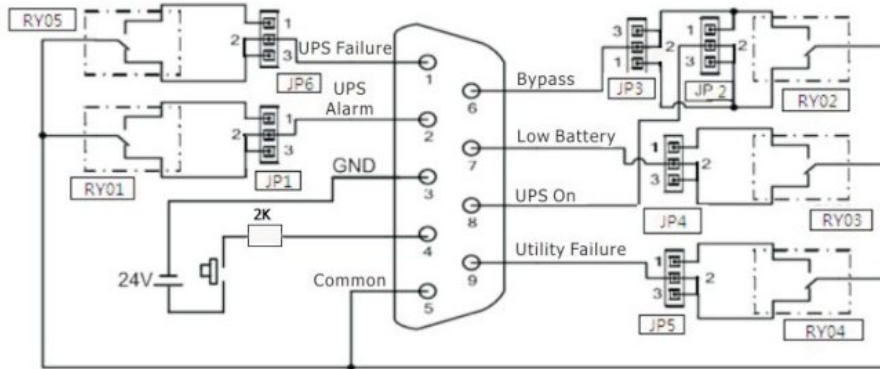 RY05
1
2
3
UPS Failure
JP6
1
UPS
Alarm
1
2
3
RY01
JP1
2
GND
3
2K
4
24V
Common
5
Bypass
6
3
2
1
JP3
1
2
3
JP 2
RY02
Low Battery
7
1
2
3
JP4
RY03
UPS On
8
Utility Failure
9
1
2
3
JP5
RY04